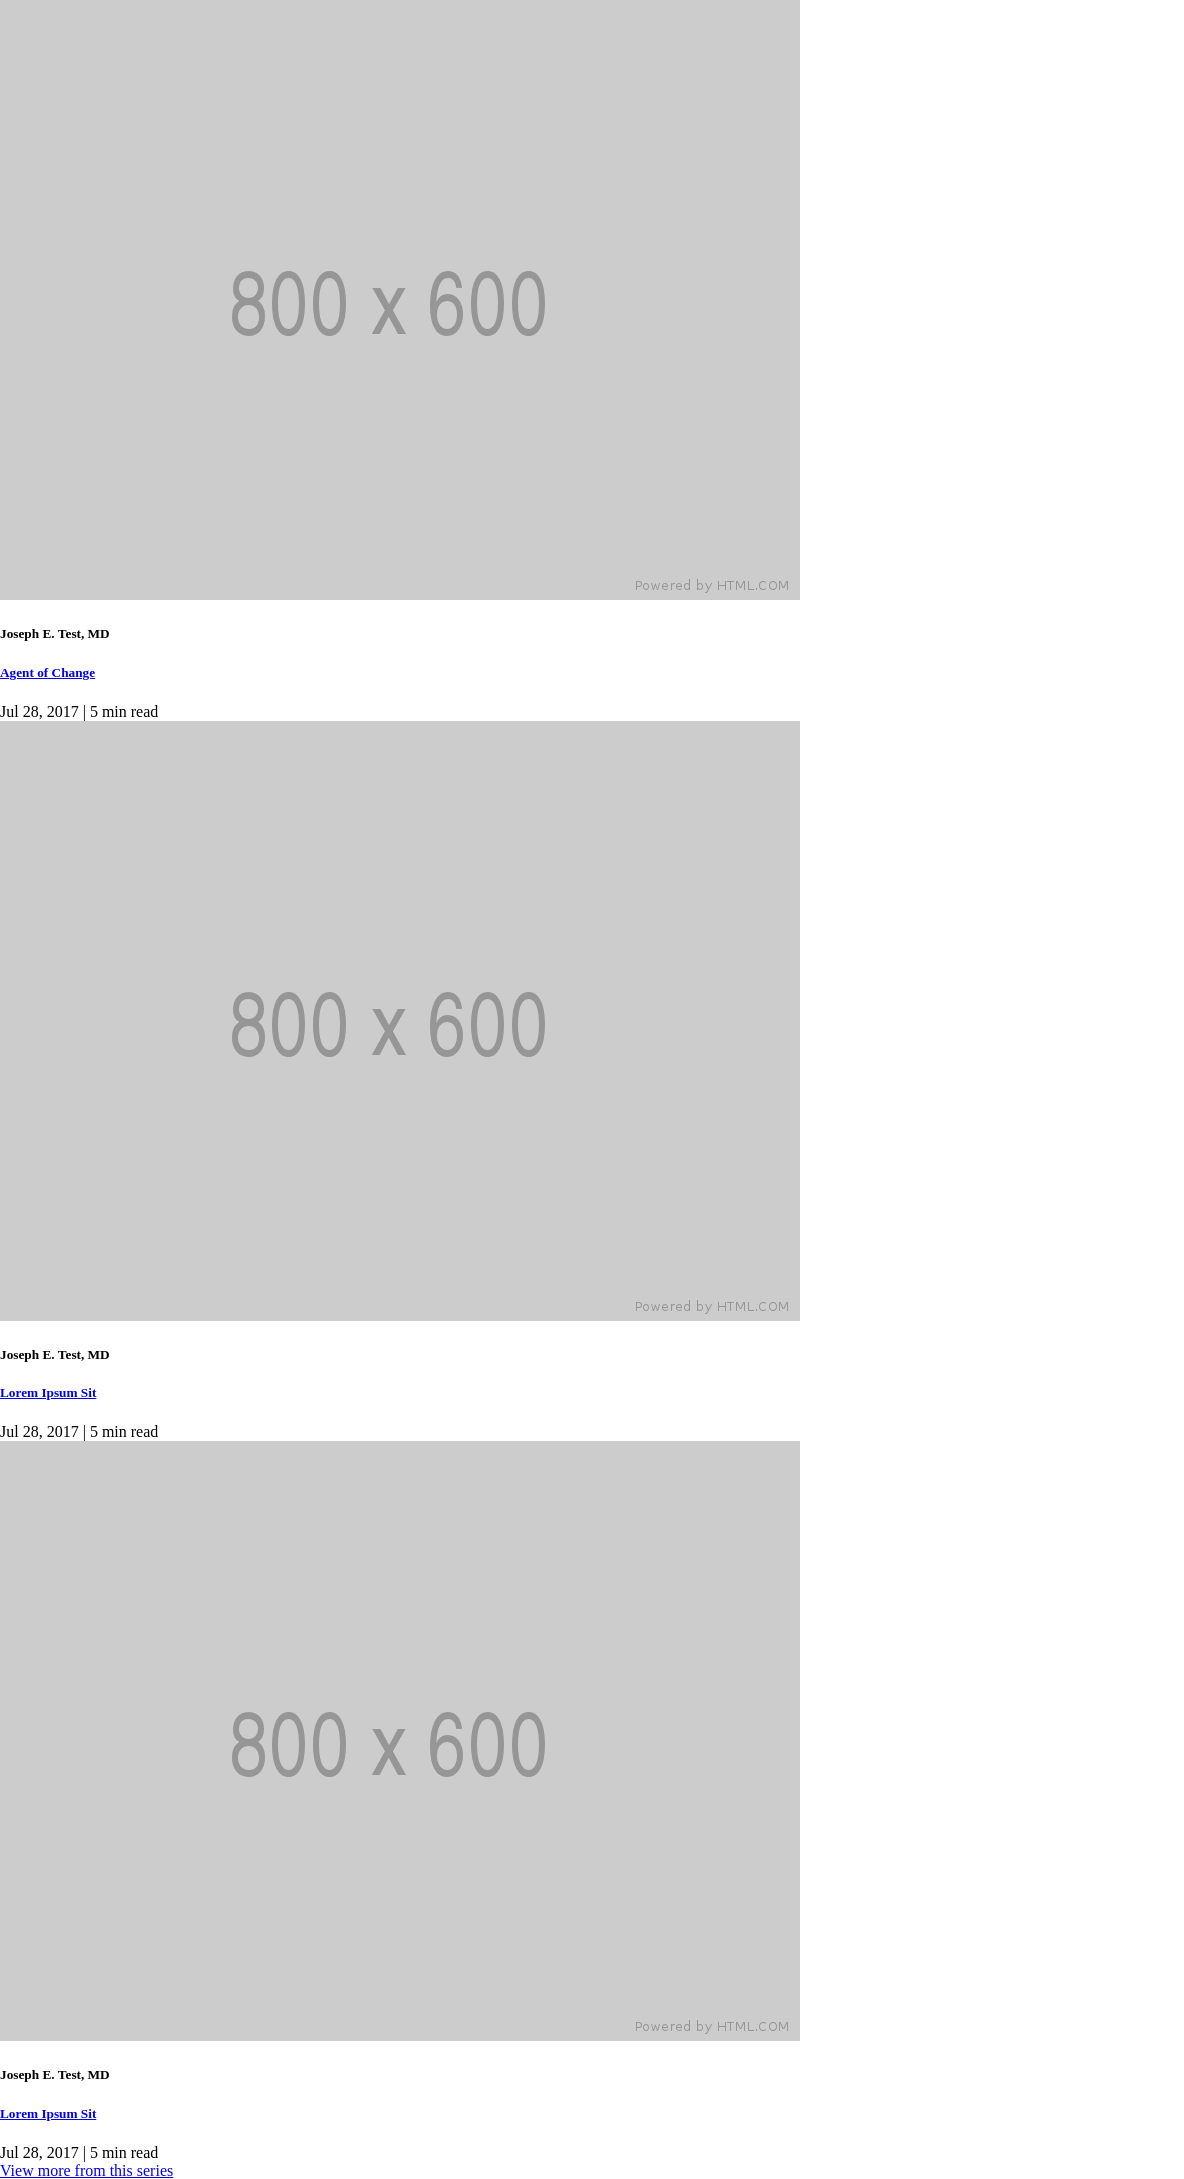 800 x 600
Powered by HTML.COM
Joseph E. Test, MD
Agent of Change
Jul 28, 2017 | 5 min read
800 x 600
Powered by HTML.COM
Joseph E. Test, MD
Lorem Ipsum Sit
Jul 28, 2017 | 5 min read
800 x 600
Powered by HTML.COM
Joseph E. Test, MD
Lorem Ipsum Sit
Jul 28, 2017 | 5 min read
View more from this series